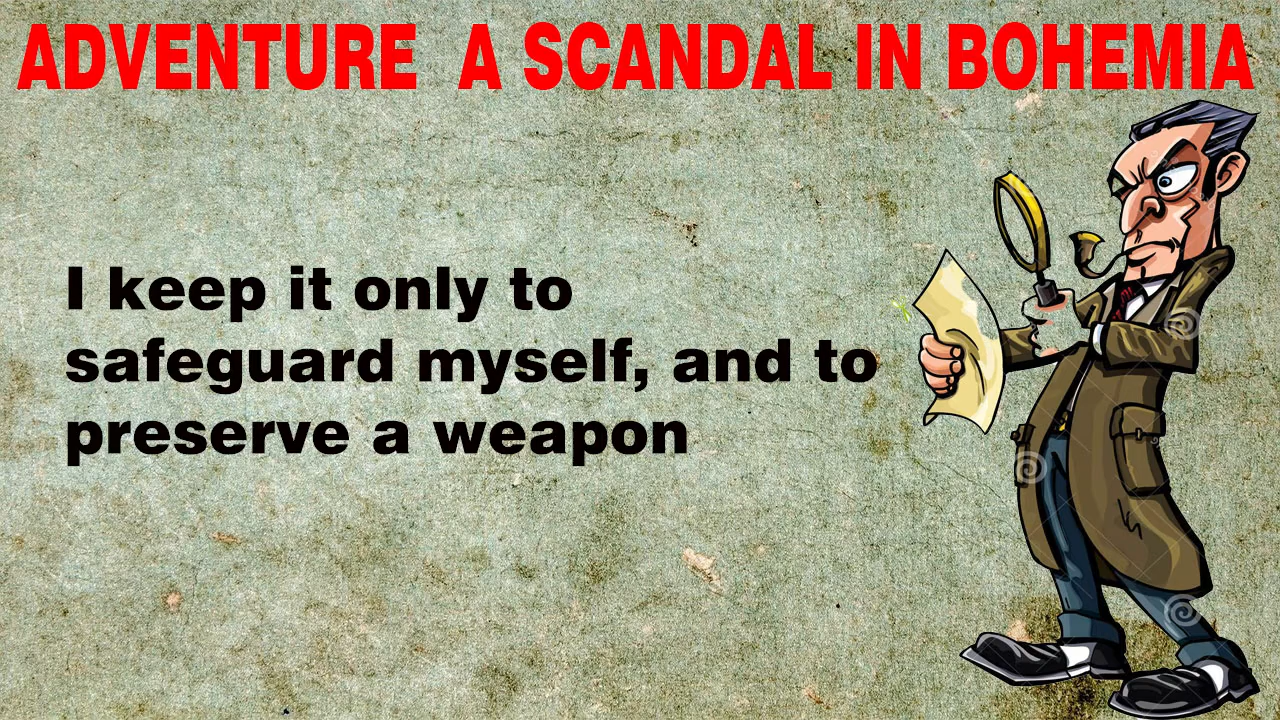 ADVENTURE A SCANDAL IN BOHEMIA
I keep it only to
safeguard myself, and to
preserve a weapon